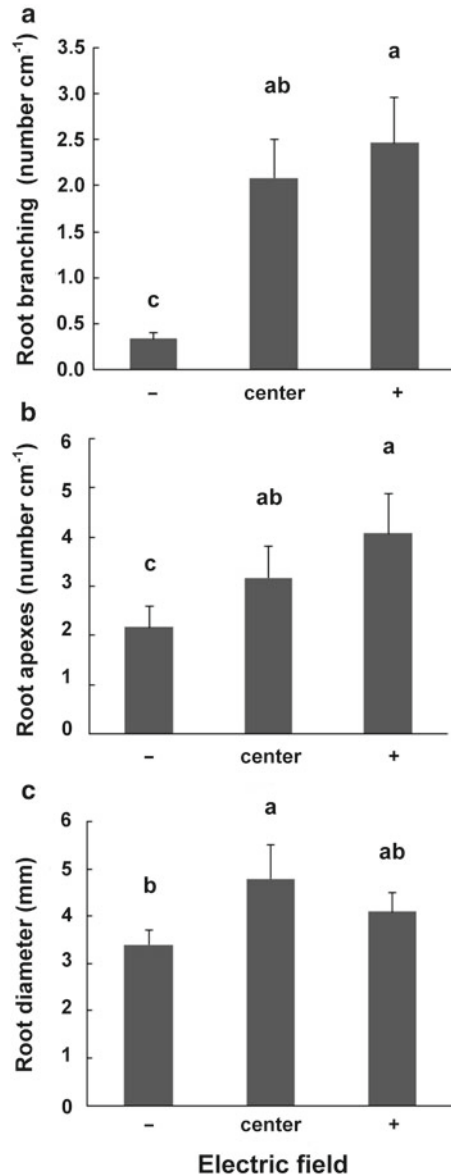 a
Root branching (number cm⁻¹)
3.5
3.0
2.5
2.0
1.5
1.0
0.5
0.0
c
ab
a
– center +
b
Root apexes (number cm⁻¹)
6
5
4
3
2
1
0
c
ab
a
– center +
c
Root diameter (mm)
6
5
4
3
2
1
0
b
a
ab
– center +
Electric field